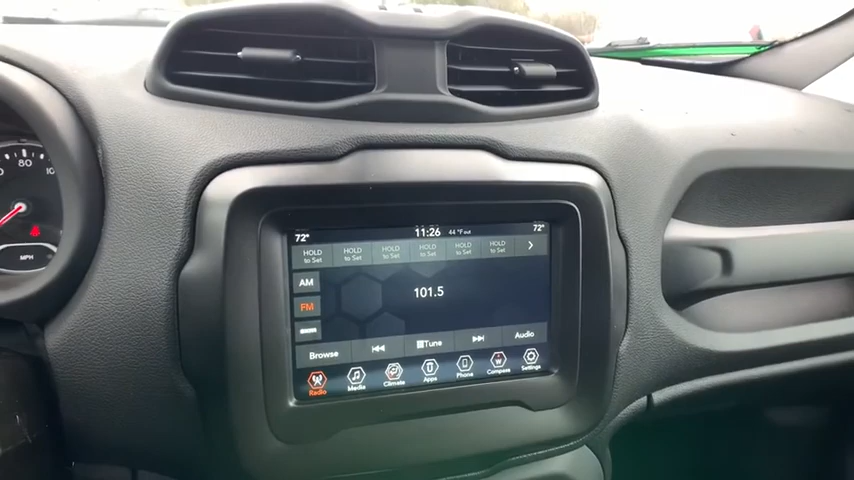 80
100
MPH
72°
11:26
44 °F out
72°
HOLD to Set
HOLD to Set
HOLD to Set
HOLD to Set
HOLD to Set
HOLD to Set
AM
FM
101.5
Browse
Tune
Audio
Radio
Media
Climate
Apps
Phone
W
Compass
Settings